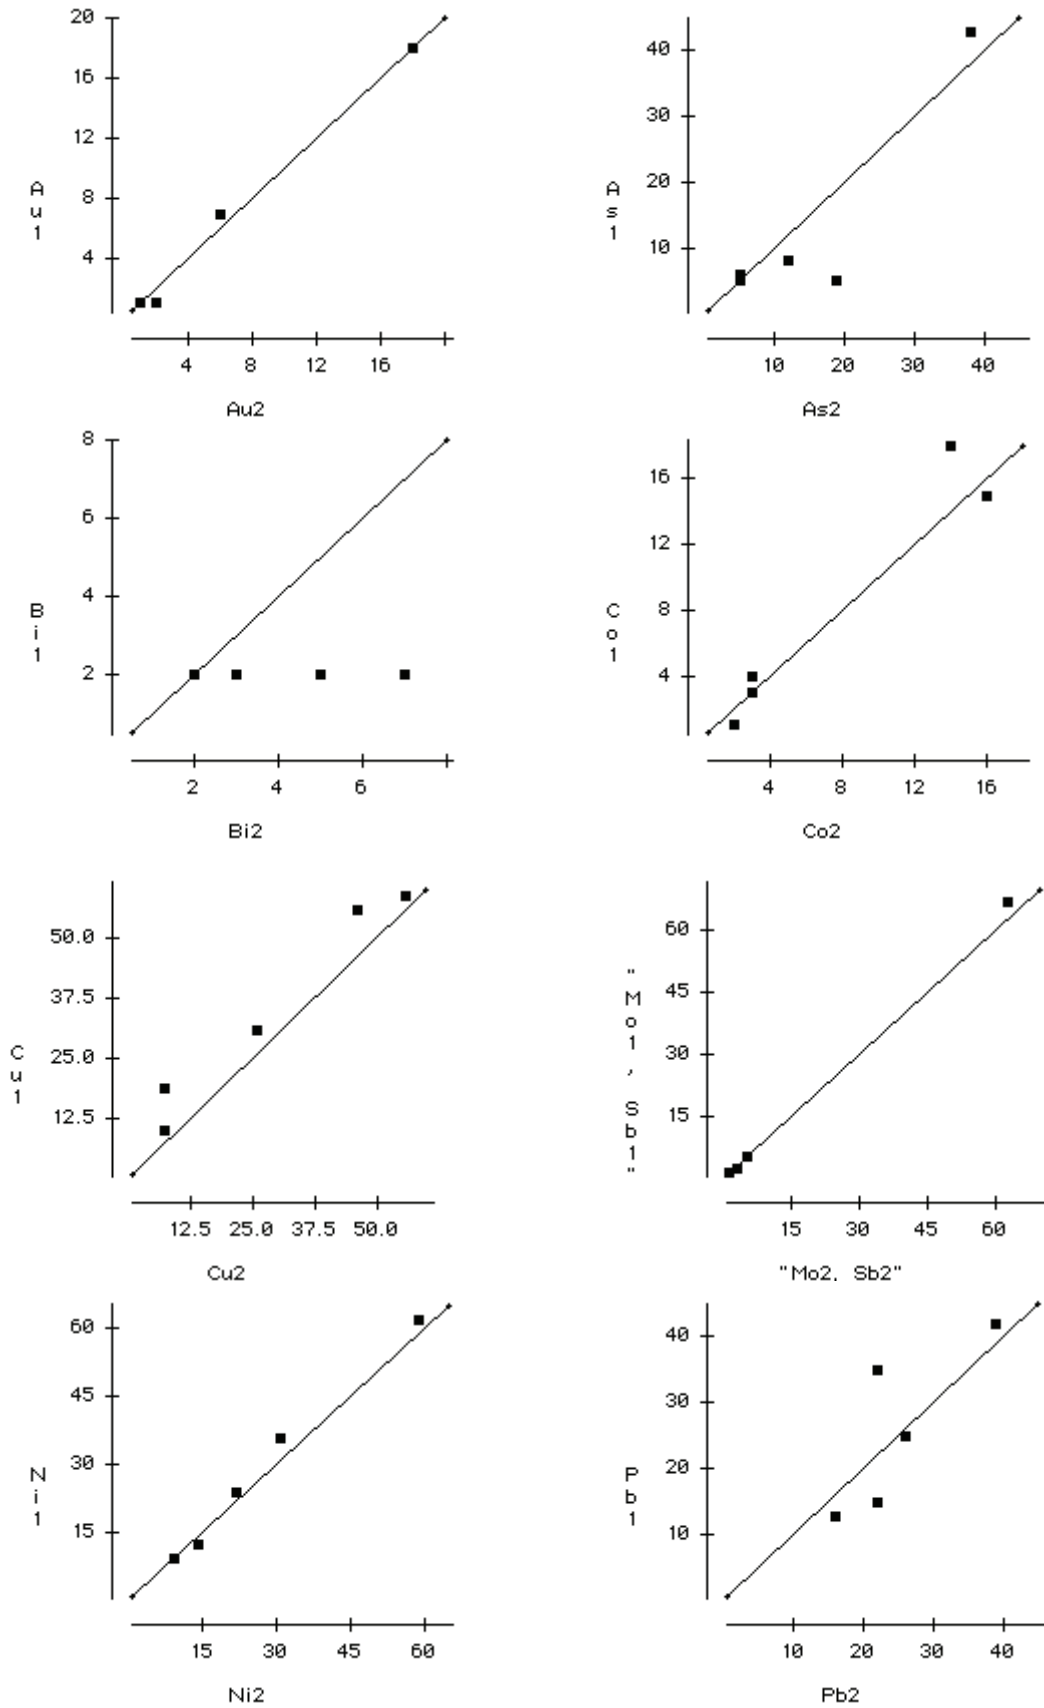 20
16
12
8
4
Au1
4 8 12 16
Au2
40
30
20
10
As1
10 20 30 40
As2
8
6
4
2
Bi1
2 4 6
Bi2
16
12
8
4
Co1
4 8 12 16
Co2
50.0
37.5
25.0
12.5
Cu1
12.5 25.0 37.5 50.0
Cu2
60
45
30
15
"Mo1, Sb1"
15 30 45 60
"Mo2. Sb2"
60
45
30
15
Ni1
15 30 45 60
Ni2
40
30
20
10
Pb1
10 20 30 40
Pb2